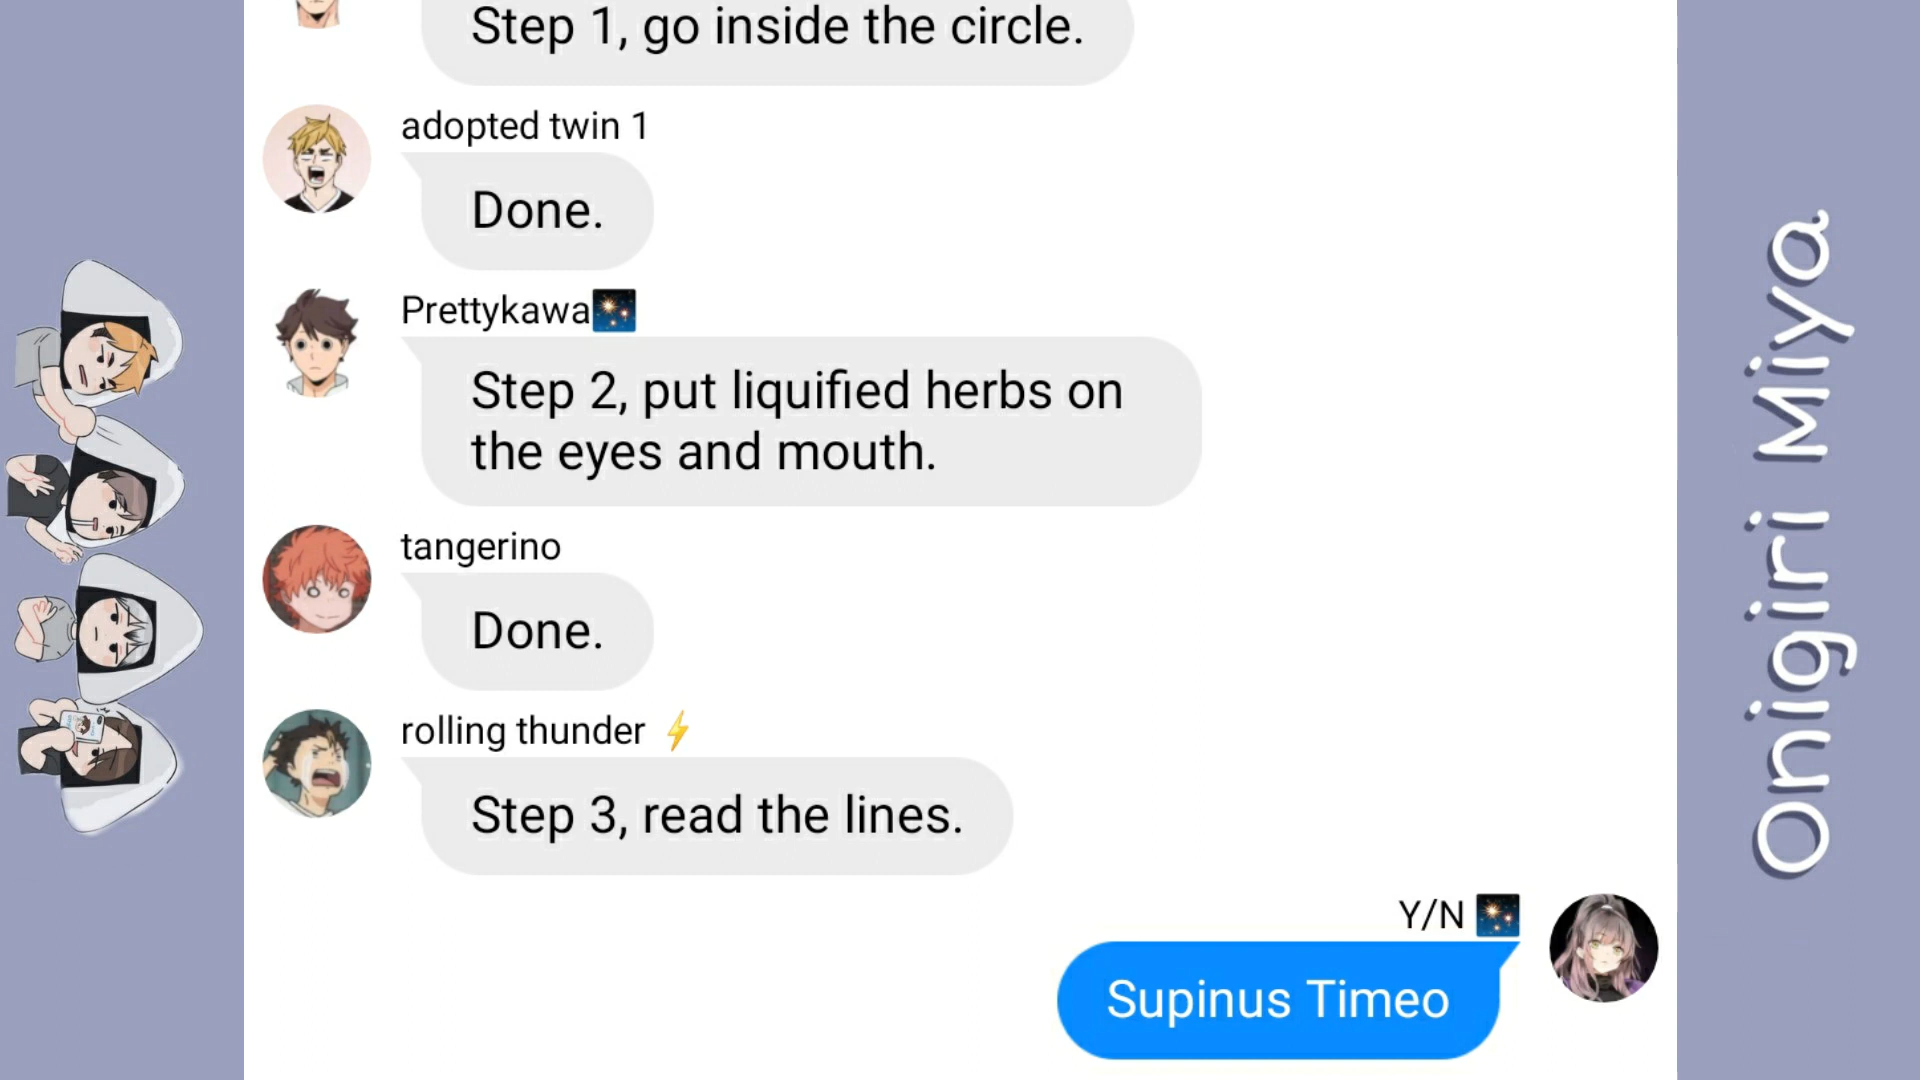 Step 1, go inside the circle.
adopted twin 1
Done.
Prettykawa🎇
Step 2, put liquified herbs on
the eyes and mouth.
tangerino
Done.
rolling thunder ⚡
Step 3, read the lines.
Y/N 🎇
Supinus Timeo
Onigiri Miya